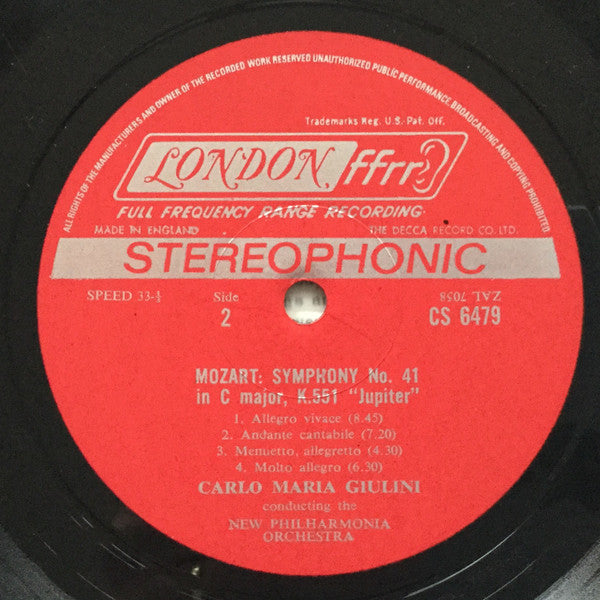 ALL RIGHTS OF THE MANUFACTURERS AND OWNER OF THE RECORDED WORK RESERVED UNAUTHORIZED PUBLIC PERFORMANCE, BROADCASTING AND COPYING PROHIBITED
Trademarks Reg. U.S. Pat. Off.
LONDON ffrr
FULL FREQUENCY RANGE RECORDING
MADE IN ENGLAND THE DECCA RECORD CO. LTD.
STEREOPHONIC
SPEED 33-⅓ Side ZAL 7058
2 CS 6479
MOZART: SYMPHONY No. 41
in C major, K.551 "Jupiter"
1. Allegro vivace (8.45)
2. Andante cantabile (7.20)
3. Menuetto, allegretto (4.30)
4. Molto allegro (6.30)
CARLO MARIA GIULINI
conducting the
NEW PHILHARMONIA
ORCHESTRA